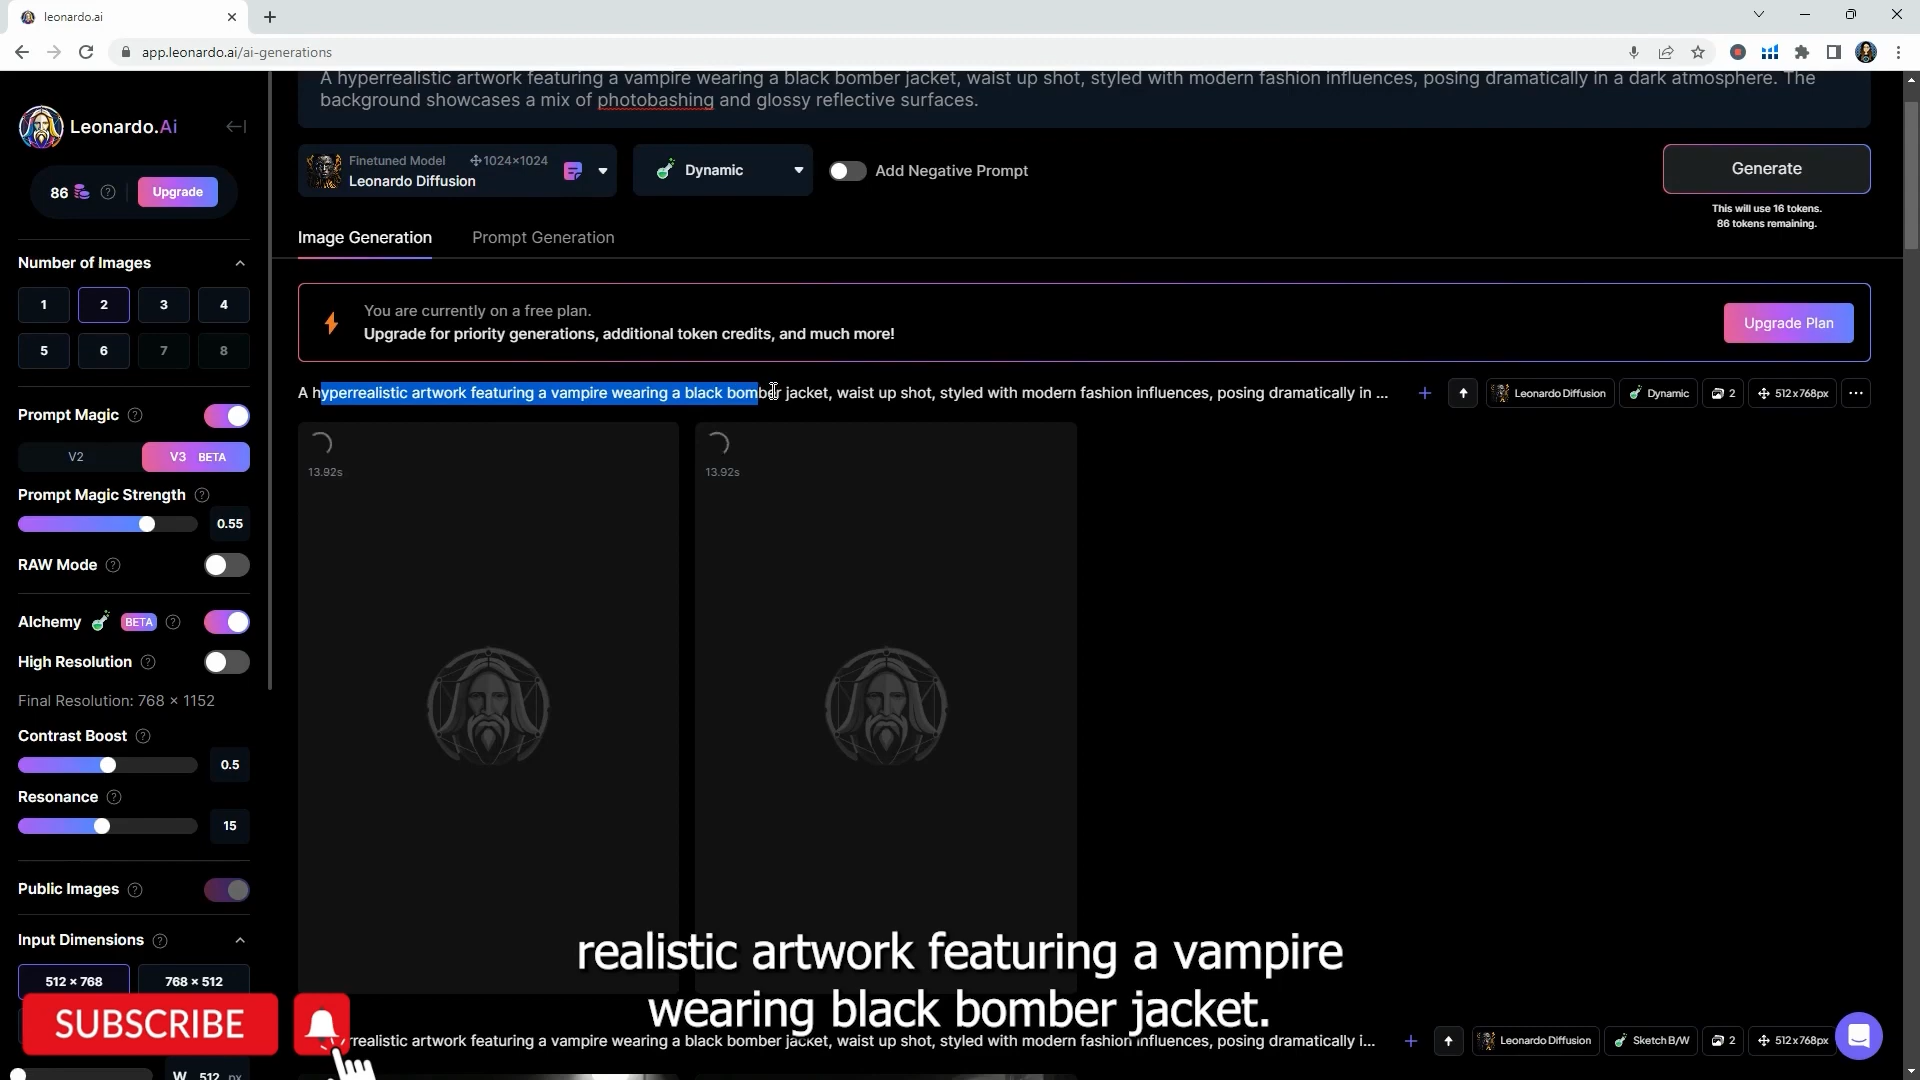 leonardo.ai
app.leonardo.ai/ai-generations
A hyperrealistic artwork featuring a vampire wearing a black bomber jacket, waist up shot, styled with modern fashion influences, posing dramatically in a dark atmosphere. The
background showcases a mix of photobashing and glossy reflective surfaces.
Leonardo.Ai
86
Upgrade
Finetuned Model 1024×1024
Leonardo Diffusion
Dynamic
Add Negative Prompt
Generate
This will use 16 tokens.
86 tokens remaining.
Image Generation
Prompt Generation
Number of Images
1 2 3 4
5 6 7 8
You are currently on a free plan.
Upgrade for priority generations, additional token credits, and much more!
Upgrade Plan
A hyperrealistic artwork featuring a vampire wearing a black bomber jacket, waist up shot, styled with modern fashion influences, posing dramatically in ...
Leonardo Diffusion
Dynamic
2
512x768px
Prompt Magic
V2
V3 BETA
Prompt Magic Strength
0.55
RAW Mode
Alchemy BETA
High Resolution
Final Resolution: 768 × 1152
Contrast Boost
0.5
Resonance
15
Public Images
Input Dimensions
512 × 768
768 × 512
W 512 px
13.92s
13.92s
realistic artwork featuring a vampire
wearing black bomber jacket.
SUBSCRIBE
rrealistic artwork featuring a vampire wearing a black bomber jacket, waist up shot, styled with modern fashion influences, posing dramatically i...
Leonardo Diffusion
Sketch B/W
2
512x768px